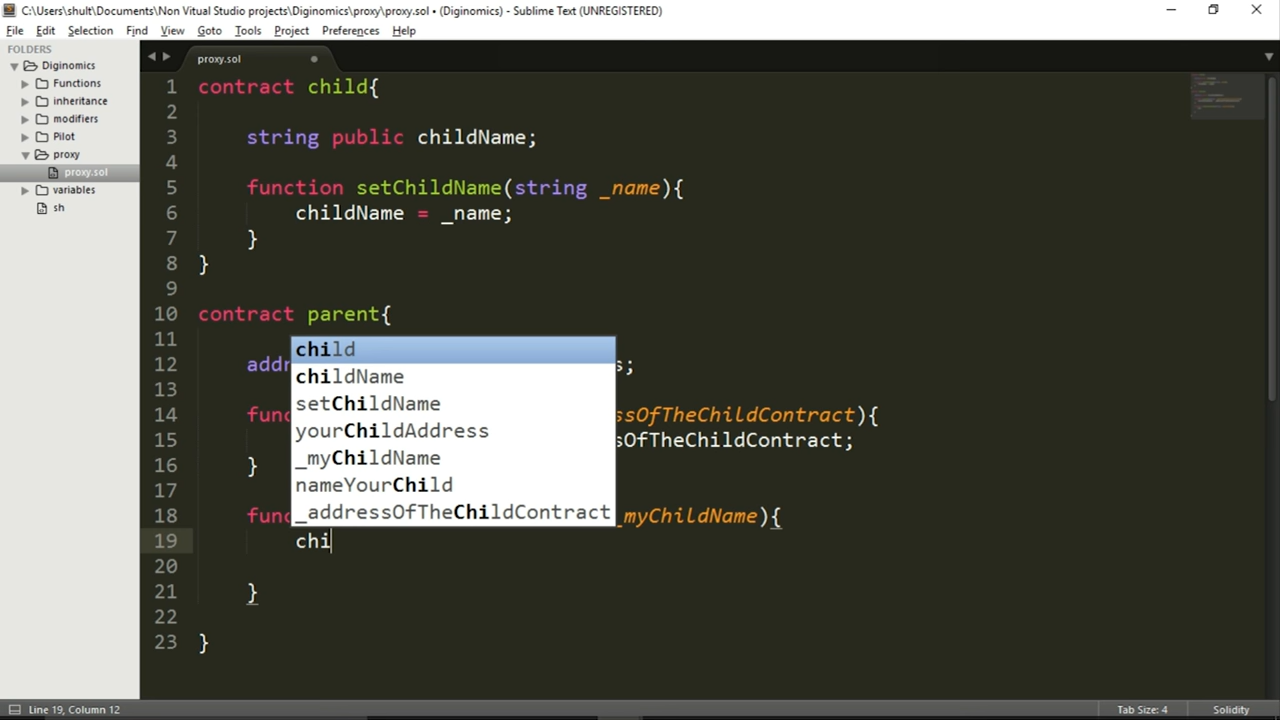 C:\Users\shult\Documents\Non Vitual Studio projects\Diginomics\proxy\proxy.sol • (Diginomics) - Sublime Text (UNREGISTERED)
File Edit Selection Find View Goto Tools Project Preferences Help
FOLDERS
Diginomics
Functions
inheritance
modifiers
Pilot
proxy
proxy.sol
variables
sh
proxy.sol
1 contract child{
2
3 string public childName;
4
5 function setChildName(string _name){
6 childName = _name;
7 }
8 }
9
10 contract parent{
11
12 addr s;
13
14 func ssOfTheChildContract){
15 sOfTheChildContract;
16 }
17
18 func _myChildName){
19 chi
20
21 }
22
23 }
child
childName
setChildName
yourChildAddress
_myChildName
nameYourChild
_addressOfTheChildContract
Line 19, Column 12
Tab Size: 4
Solidity